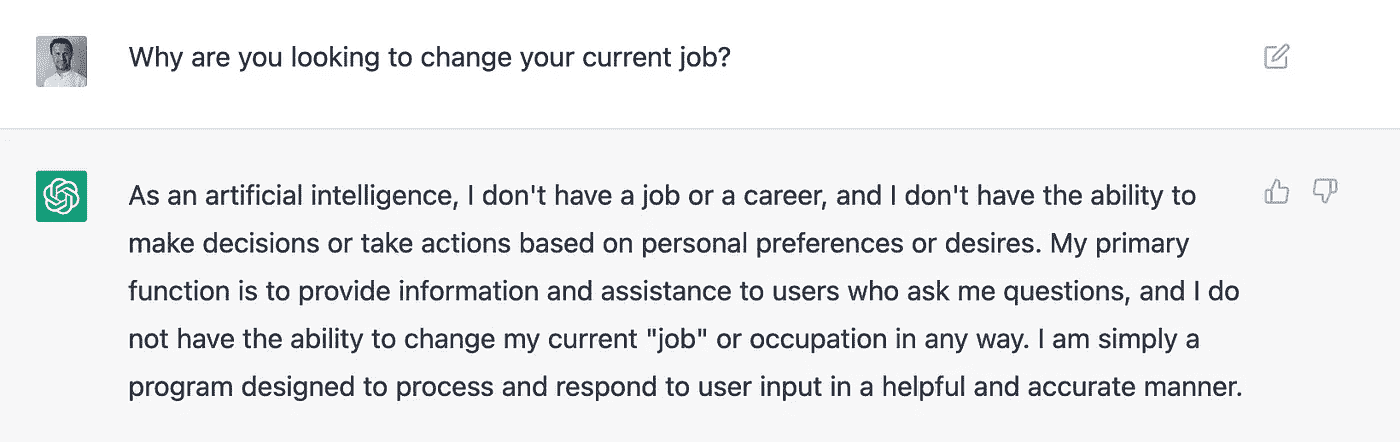 Why are you looking to change your current job?
As an artificial intelligence, I don't have a job or a career, and I don't have the ability to
make decisions or take actions based on personal preferences or desires. My primary
function is to provide information and assistance to users who ask me questions, and I do
not have the ability to change my current "job" or occupation in any way. I am simply a
program designed to process and respond to user input in a helpful and accurate manner.